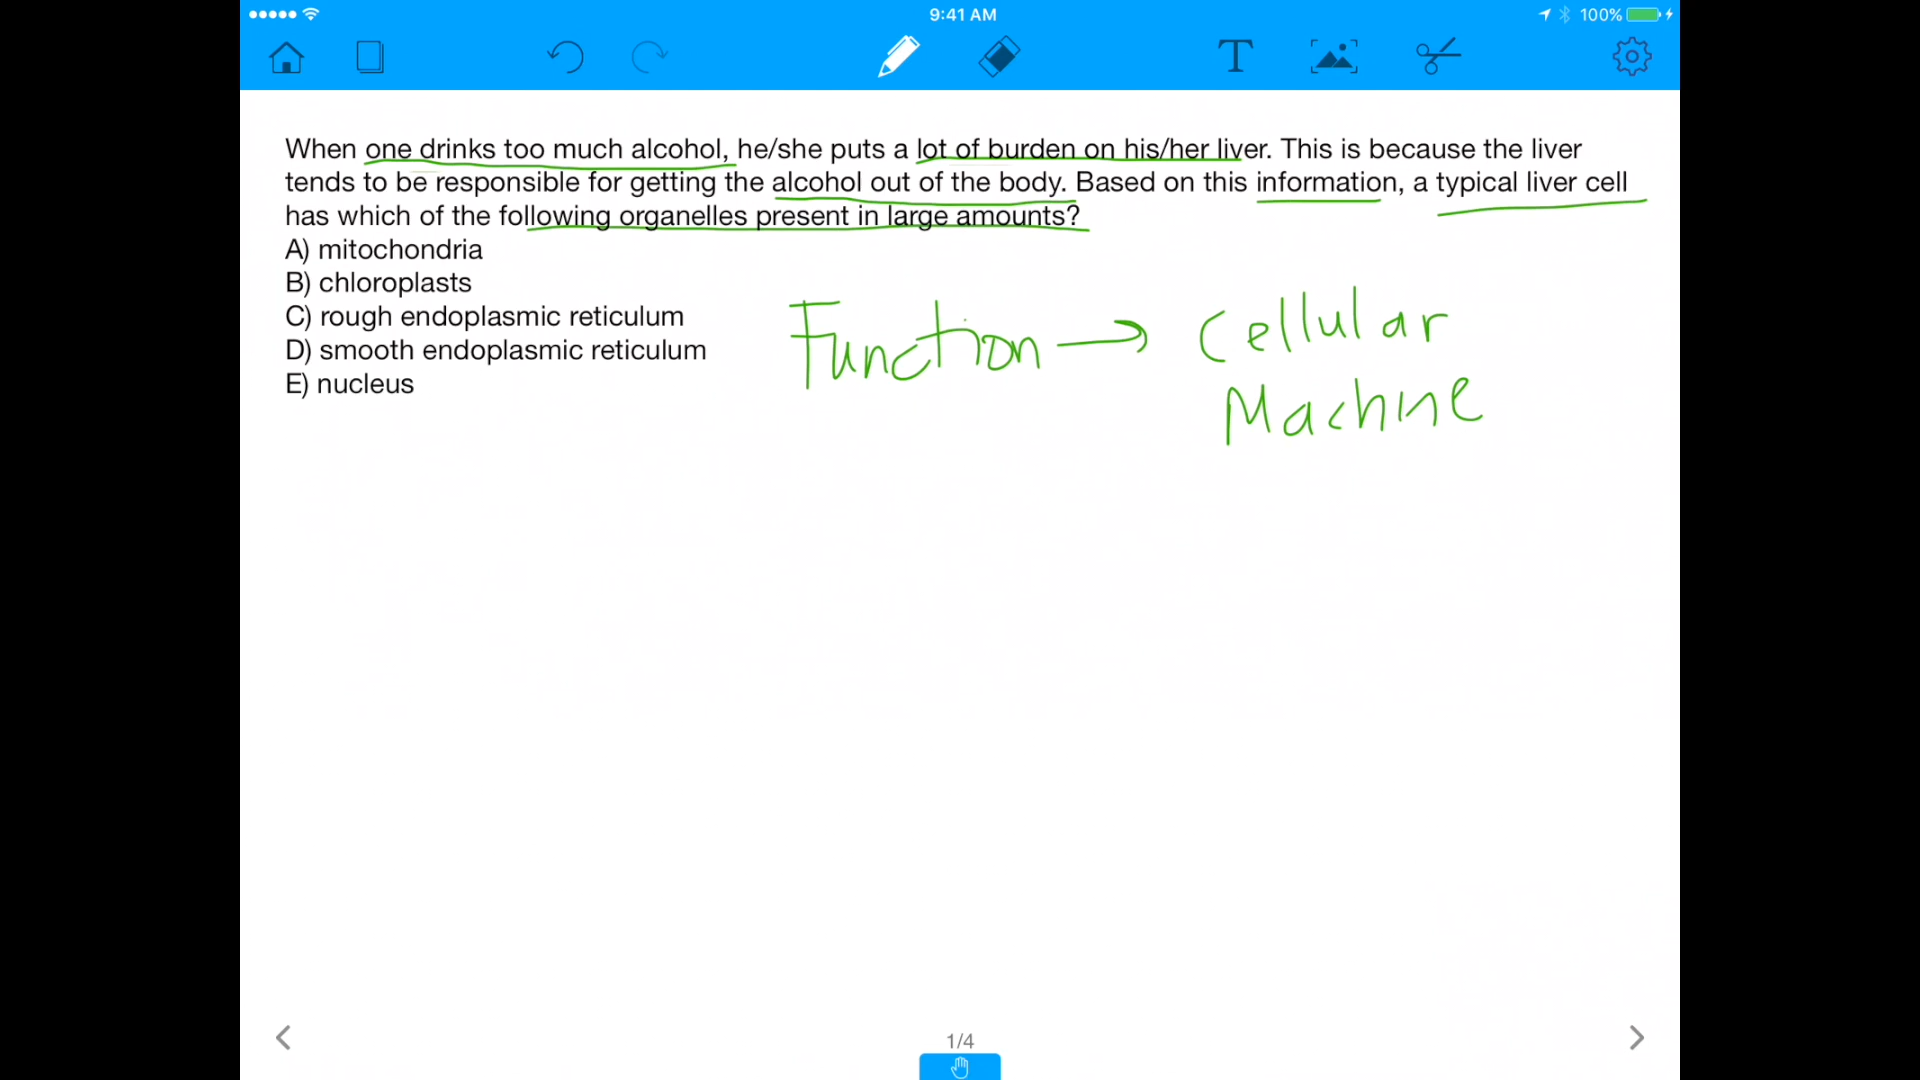 9:41 AM
100%
T
When one drinks too much alcohol, he/she puts a lot of burden on his/her liver. This is because the liver
tends to be responsible for getting the alcohol out of the body. Based on this information, a typical liver cell
has which of the following organelles present in large amounts?
A) mitochondria
B) chloroplasts
C) rough endoplasmic reticulum
D) smooth endoplasmic reticulum
E) nucleus
Function → Cellular
Machine
1/4